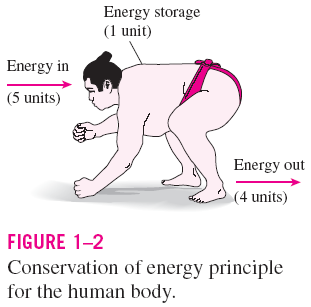 Energy storage
(1 unit)
Energy in
(5 units)
Energy out
(4 units)
FIGURE 1–2
Conservation of energy principle
for the human body.